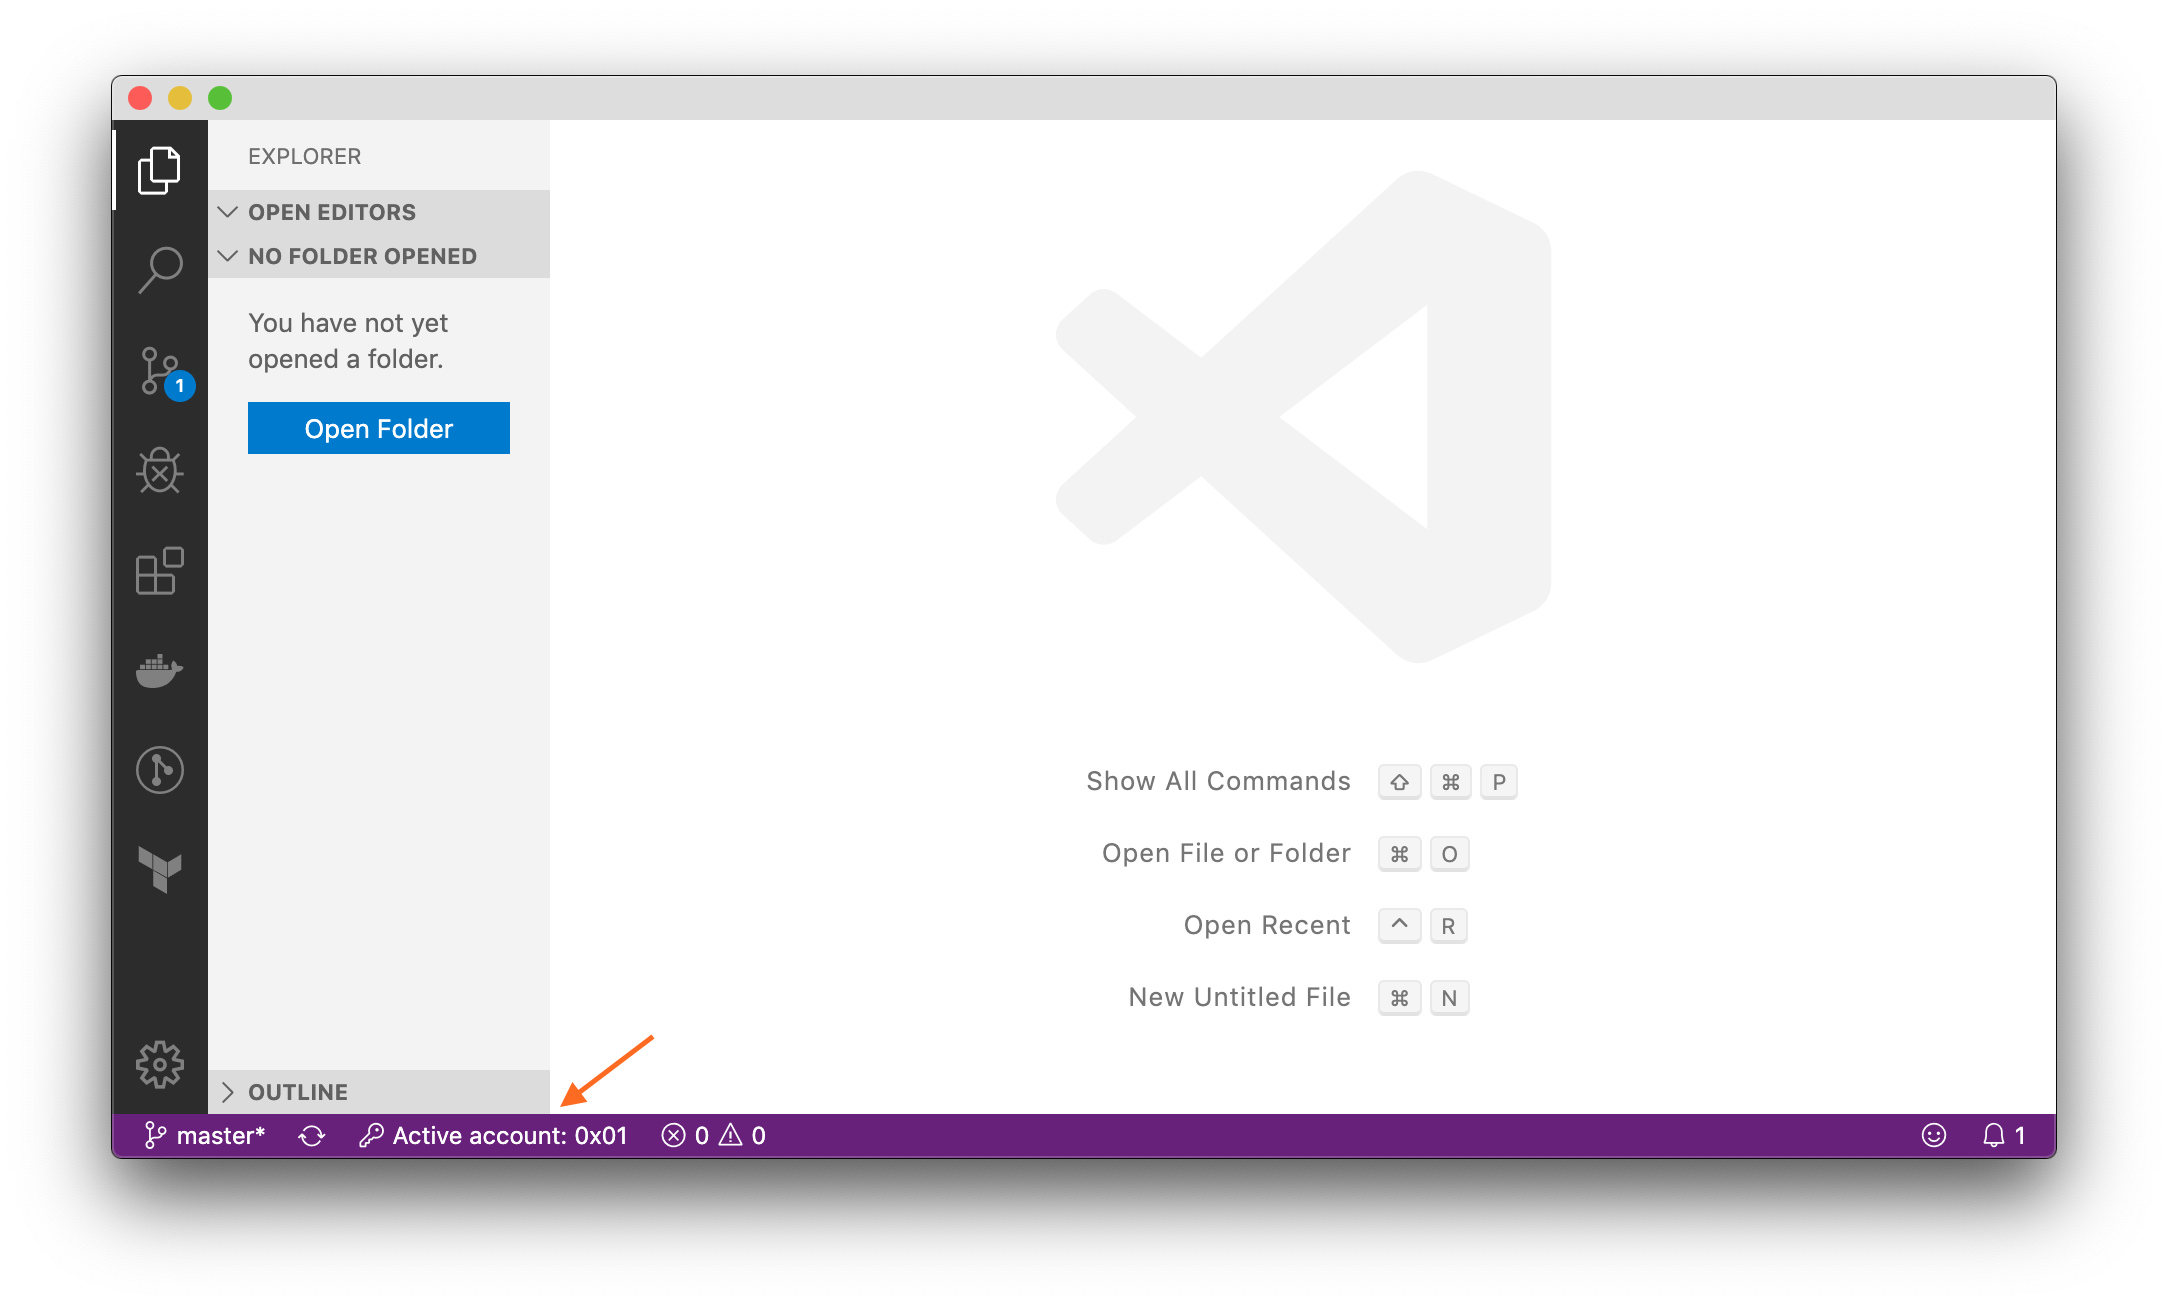 EXPLORER
OPEN EDITORS
NO FOLDER OPENED
You have not yet
opened a folder.
Open Folder
1
OUTLINE
Show All Commands ⇧ ⌘ P
Open File or Folder ⌘ O
Open Recent ^ R
New Untitled File ⌘ N
master* Active account: 0x01 0 0 1